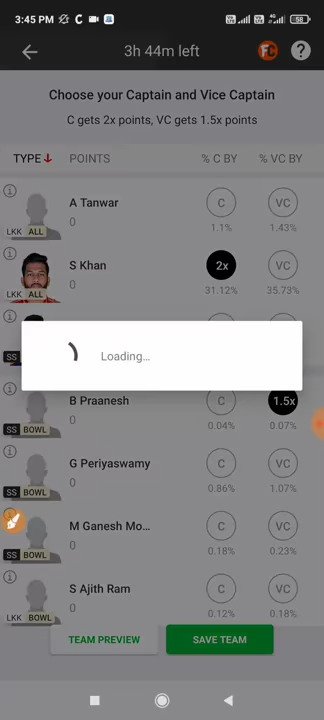 3:45 PM
58
3h 44m left
FC
?
Choose your Captain and Vice Captain
C gets 2x points, VC gets 1.5x points
TYPE POINTS % C BY % VC BY
A Tanwar
0
C
VC
LKK ALL
1.1% 1.43%
S Khan
0
2x
VC
LKK ALL
31.12% 35.73%
Loading...
SS
B Praanesh
0
C
1.5x
SS BOWL
0.04% 0.07%
G Periyaswamy
0
C
VC
SS BOWL
0.86% 1.07%
M Ganesh Mo...
0
C
VC
SS BOWL
0.18% 0.23%
S Ajith Ram
0
C
VC
LKK BOWL
0.12% 0.18%
TEAM PREVIEW SAVE TEAM